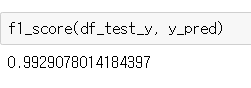 f1_score(df_test_y, y_pred)
0.9929078014184397